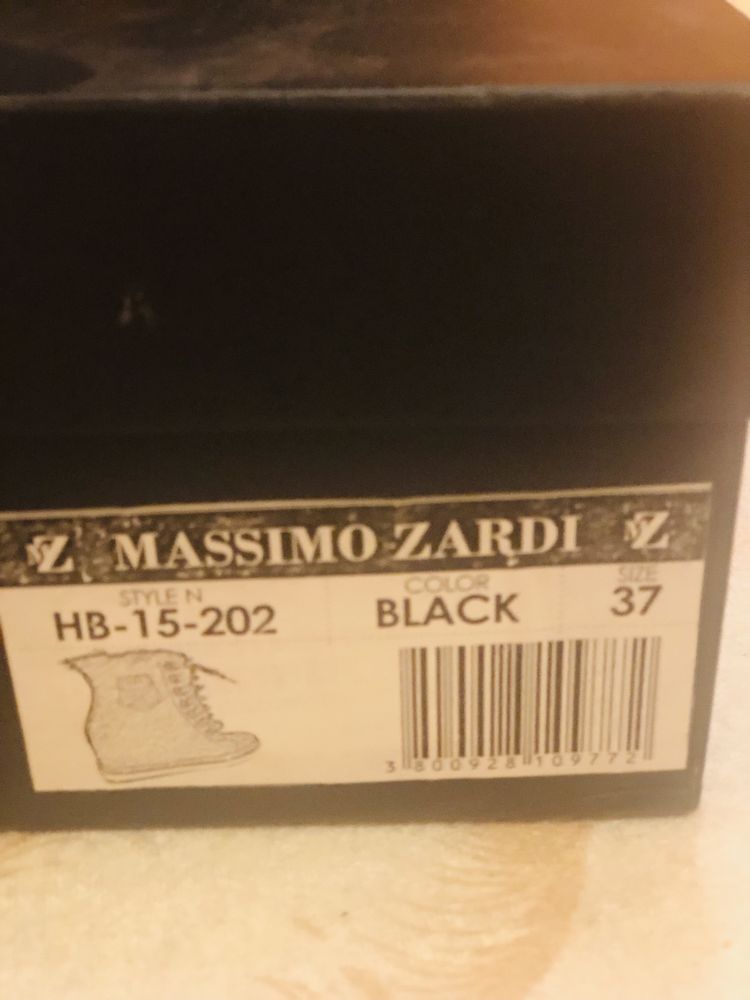 MZ MASSIMO ZARDI MZ
STYLE N COLOR SIZE
HB-15-202 BLACK 37
3 800928 109772